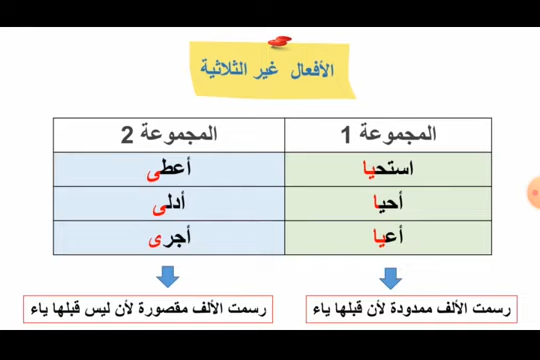 الأفعال غير الثلاثية
المجموعة 1 المجموعة 2
استحيا أعطى
أحيا أدلى
أعيا أجرى
رسمت الألف ممدودة لأن قبلها ياء رسمت الألف مقصورة لأن ليس قبلها ياء